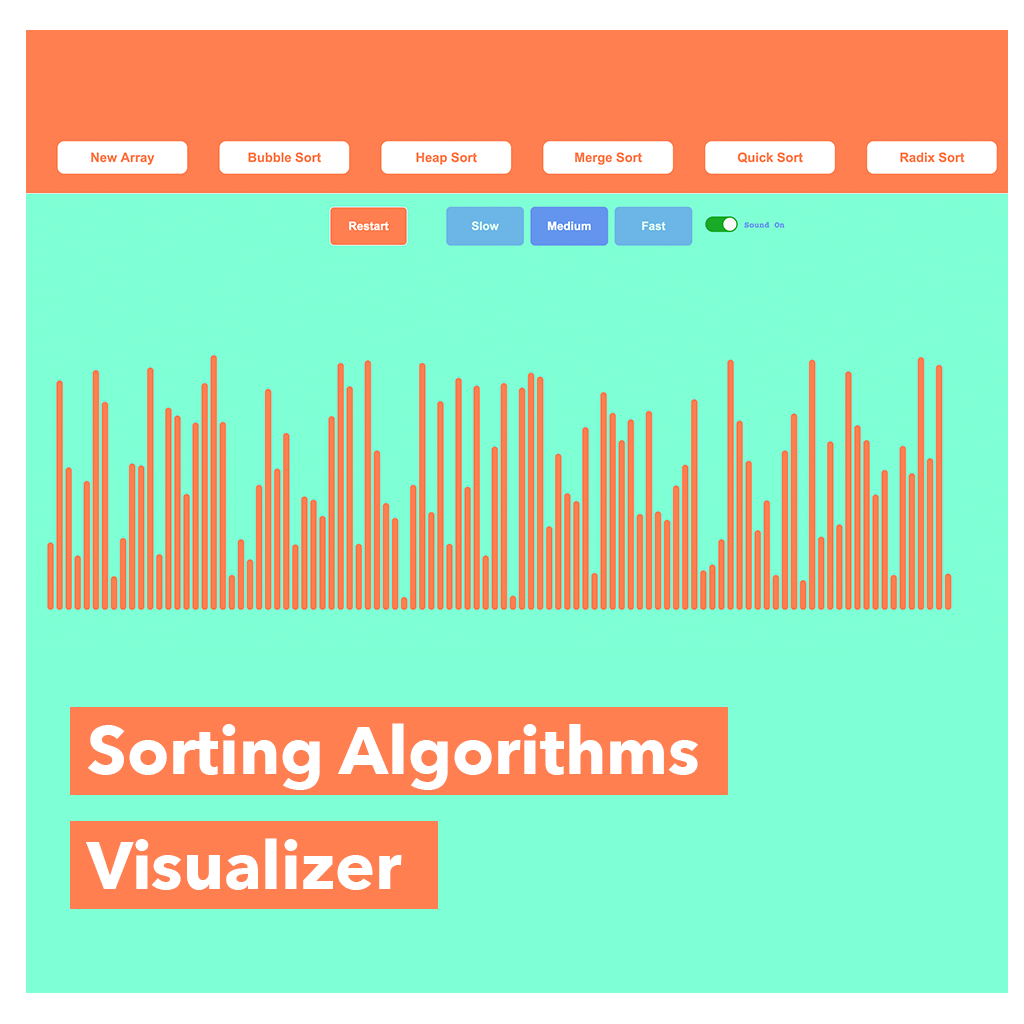 New Array Bubble Sort Heap Sort Merge Sort Quick Sort Radix Sort
Restart Slow Medium Fast Sound On
Sorting Algorithms
Visualizer